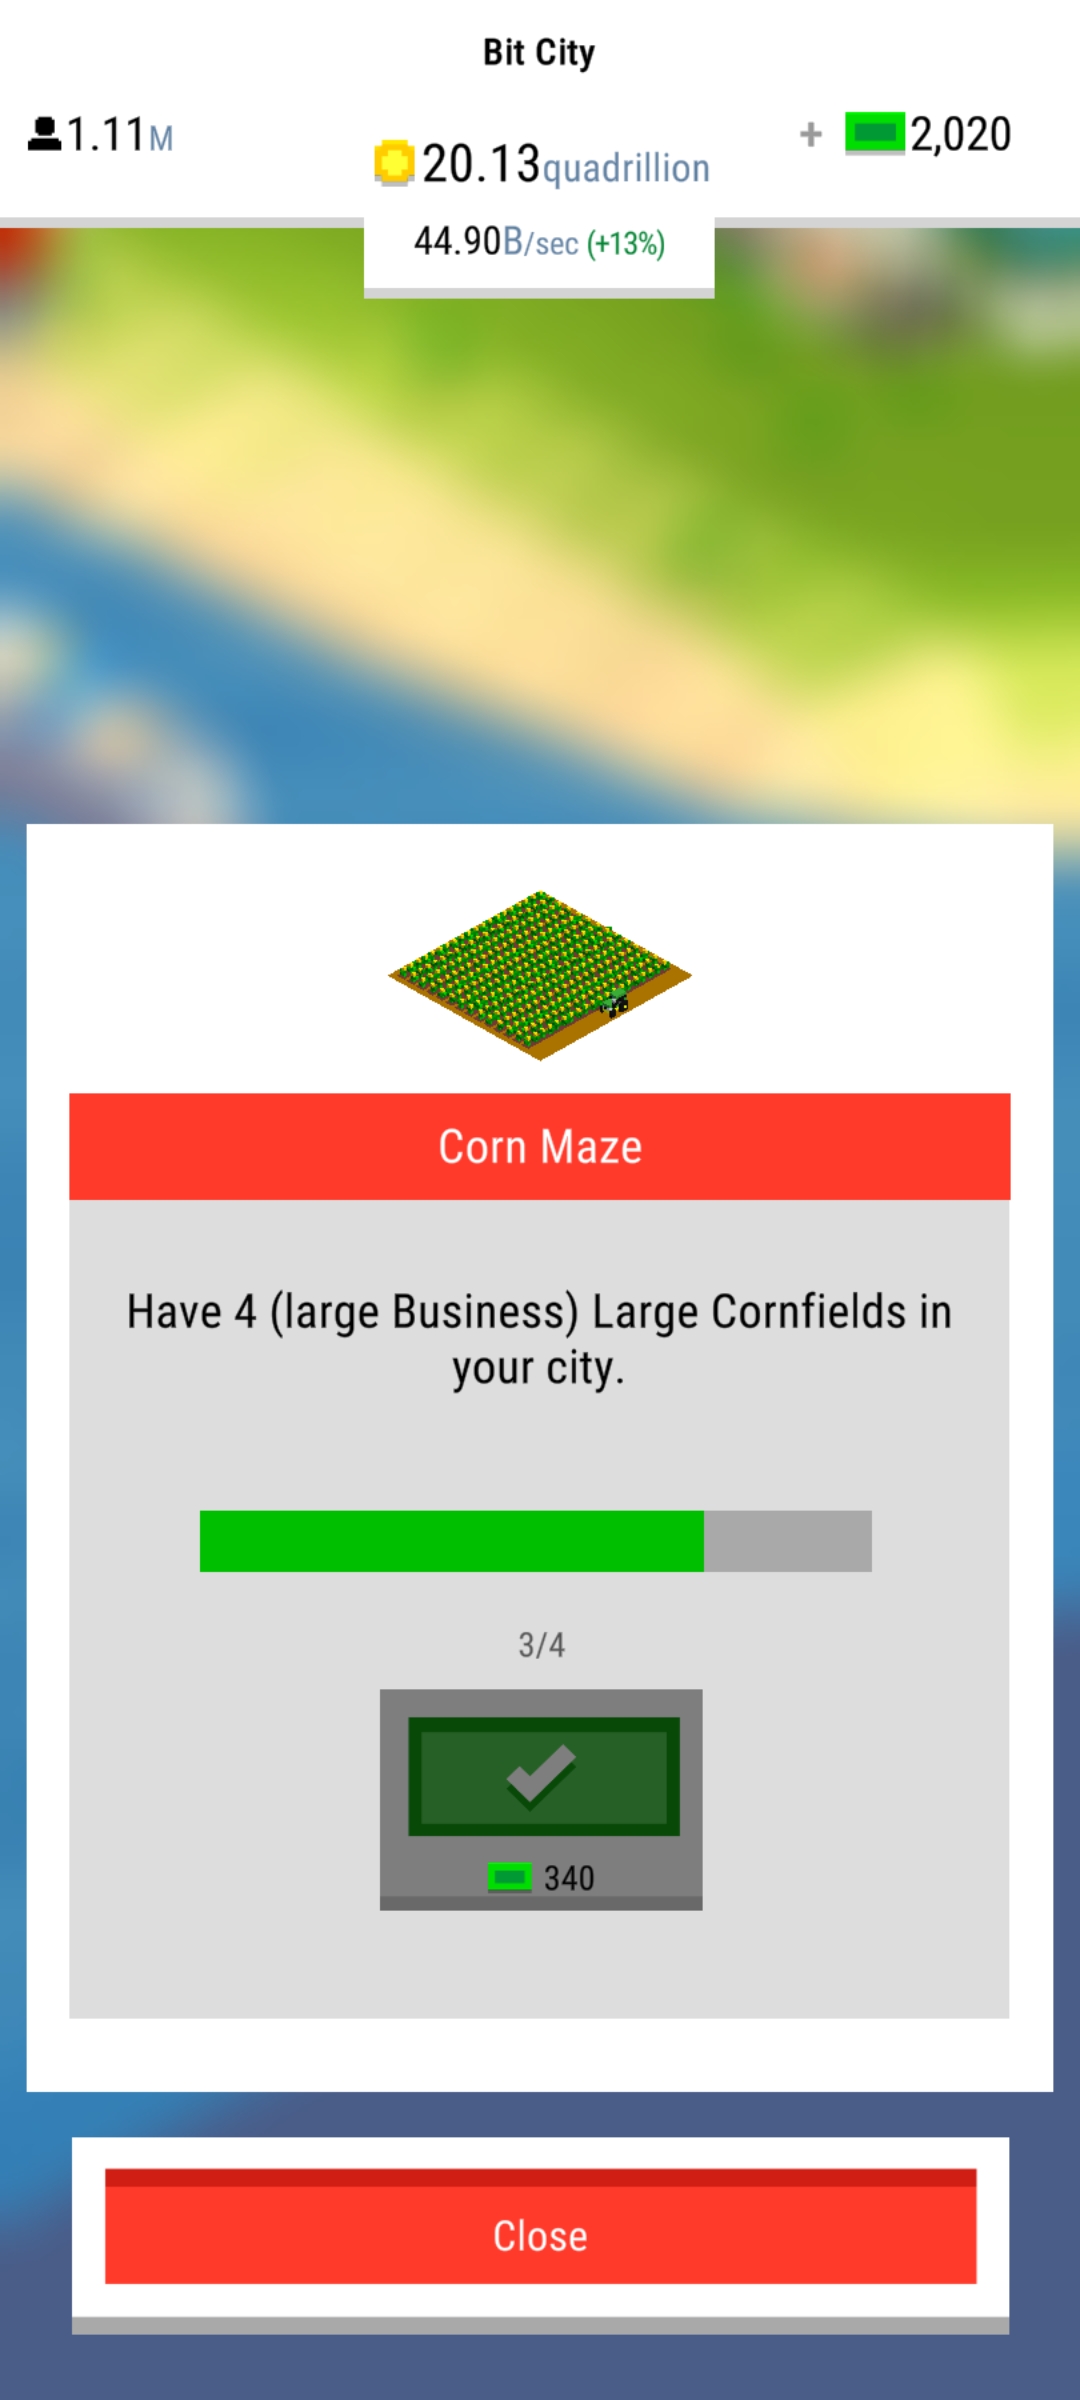 Bit City
1.11M
20.13quadrillion
+ 2,020
44.90B/sec (+13%)
Corn Maze
Have 4 (large Business) Large Cornfields in
your city.
3/4
340
Close